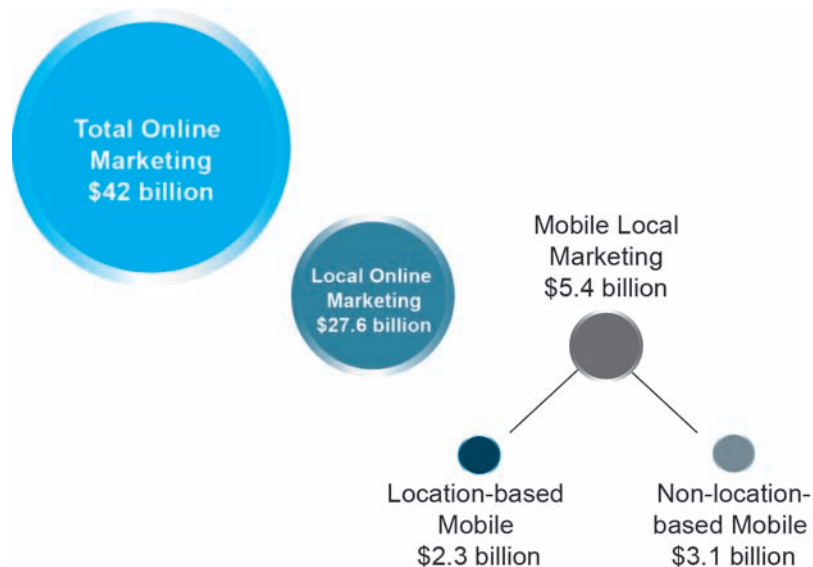 Total Online
Marketing
$42 billion
Local Online
Marketing
$27.6 billion
Mobile Local
Marketing
$5.4 billion
Location-based
Mobile
$2.3 billion
Non-location-
based Mobile
$3.1 billion